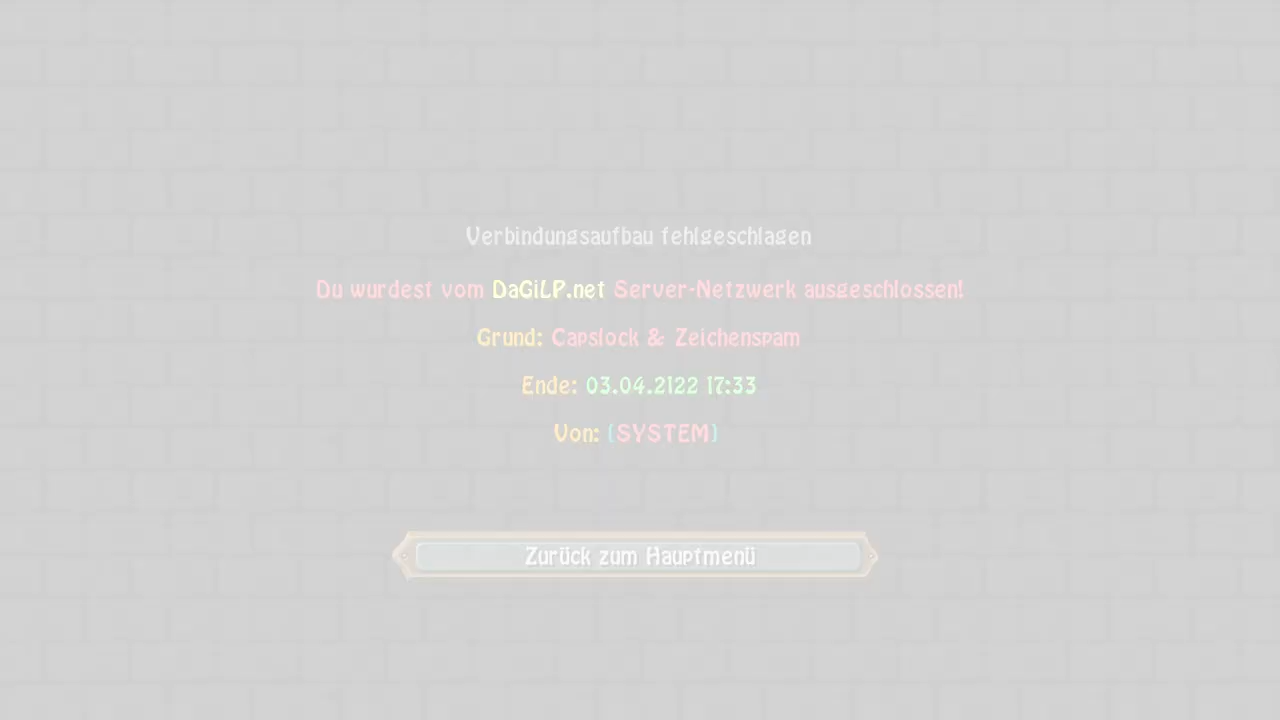 Verbindungsaufbau fehlgeschlagen
Du wurdest vom DaGiLP.net Server-Netzwerk ausgeschlossen!
Grund: Capslock & Zeichenspam
Ende: 03.04.2122 17:33
Von: (SYSTEM)
Zurück zum Hauptmenü